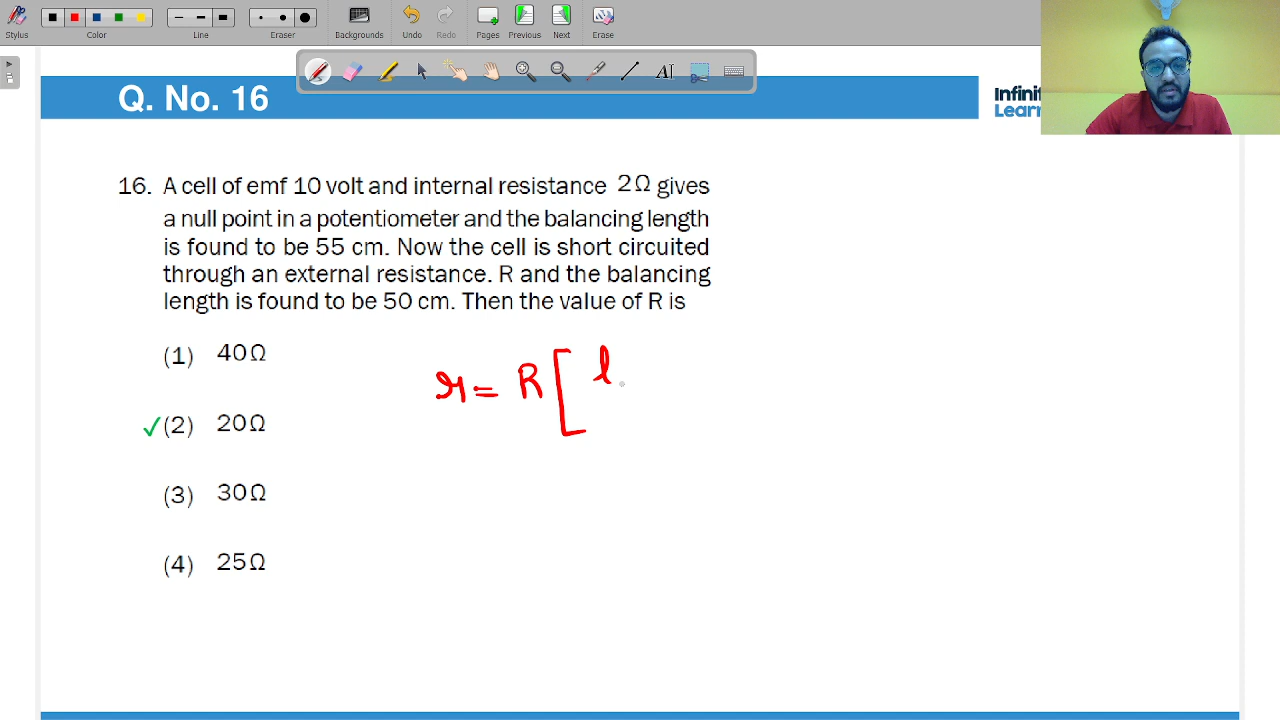 Stylus Color Line Eraser Backgrounds Undo Redo Pages Previous Next Erase
Q. No. 16
Infinit
Learn
16. A cell of emf 10 volt and internal resistance 2Ω gives
a null point in a potentiometer and the balancing length
is found to be 55 cm. Now the cell is short circuited
through an external resistance. R and the balancing
length is found to be 50 cm. Then the value of R is
(1) 40Ω
r = R [ l
✓(2) 20Ω
(3) 30Ω
(4) 25Ω